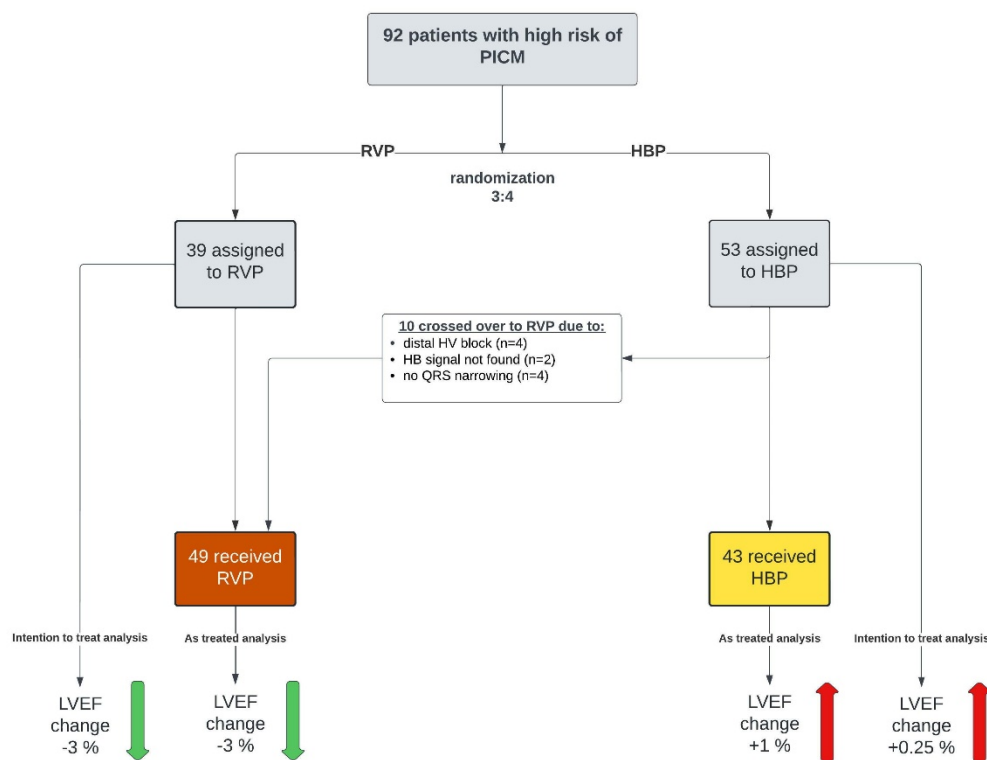 92 patients with high risk of
PICM
RVP
HBP
randomization
3:4
39 assigned
to RVP
53 assigned
to HBP
10 crossed over to RVP due to:
• distal HV block (n=4)
• HB signal not found (n=2)
• no QRS narrowing (n=4)
49 received
RVP
43 received
HBP
Intention to treat analysis
As treated analysis
As treated analysis
Intention to treat analysis
LVEF
change
-3 %
LVEF
change
-3 %
LVEF
change
+1 %
LVEF
change
+0.25 %